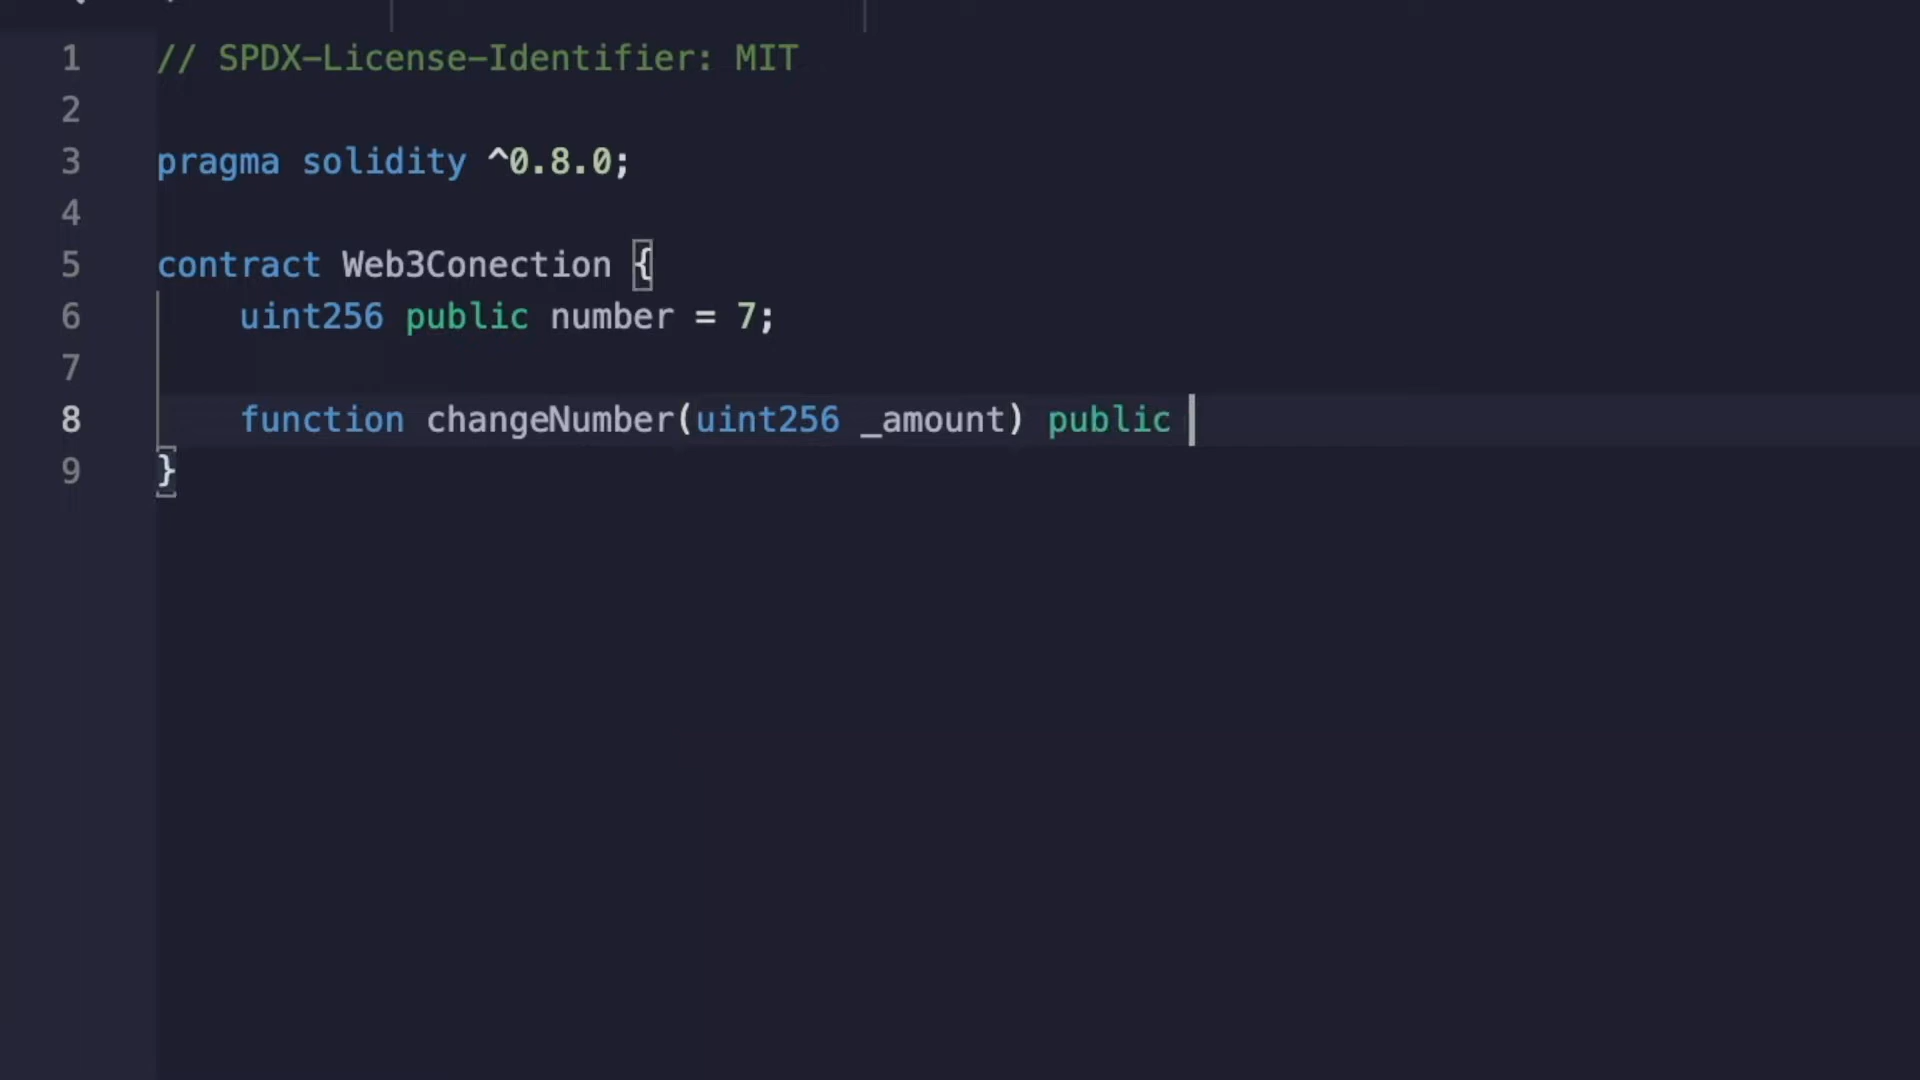 1 // SPDX-License-Identifier: MIT
2
3 pragma solidity ^0.8.0;
4
5 contract Web3Conection {
6 uint256 public number = 7;
7
8 function changeNumber(uint256 _amount) public
9 }